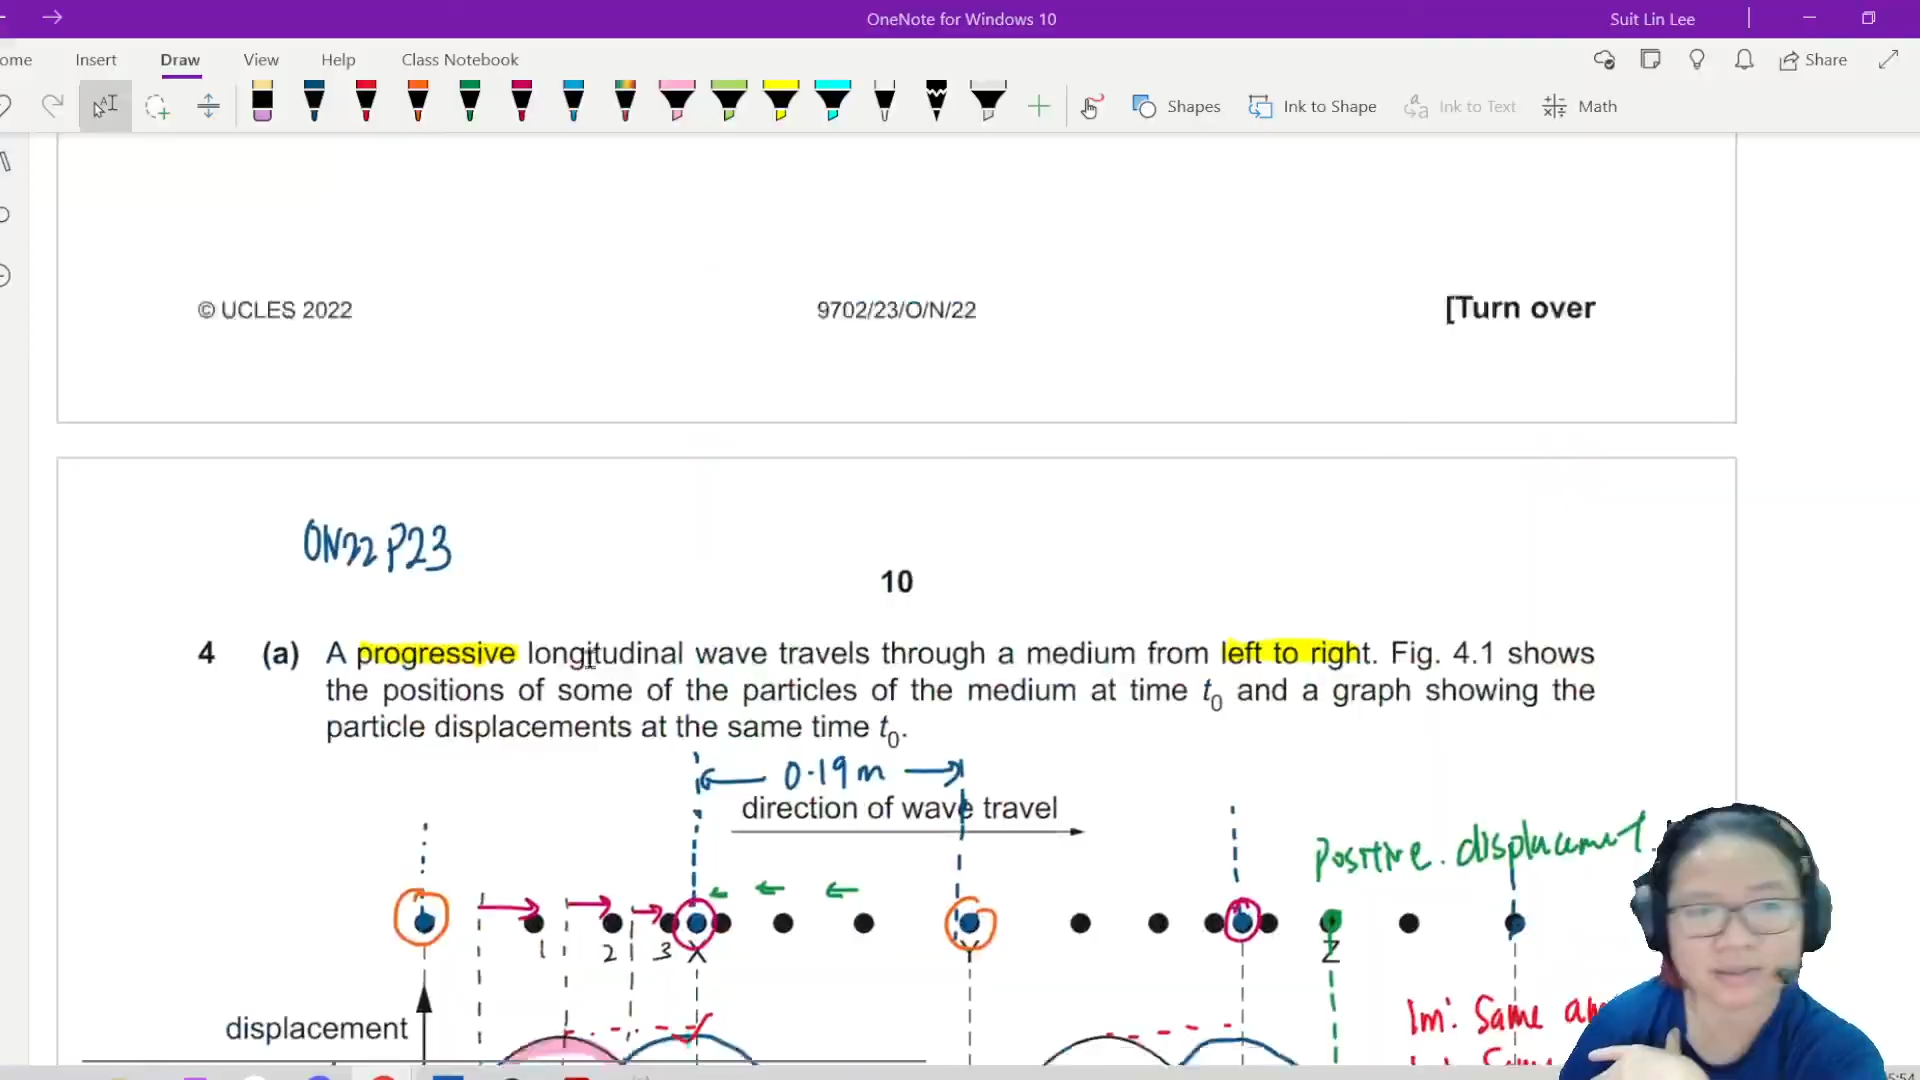 OneNote for Windows 10
Suit Lin Lee
Insert Draw View Help Class Notebook
Share
Shapes Ink to Shape Ink to Text Math
© UCLES 2022 9702/23/O/N/22 [Turn over
ON22 P23
10
4 (a) A progressive longitudinal wave travels through a medium from left to right. Fig. 4.1 shows
the positions of some of the particles of the medium at time t0 and a graph showing the
particle displacements at the same time t0.
0.19m
direction of wave travel
Positive. displacement.
1 2 3 X Y Z
displacement
1m: Same